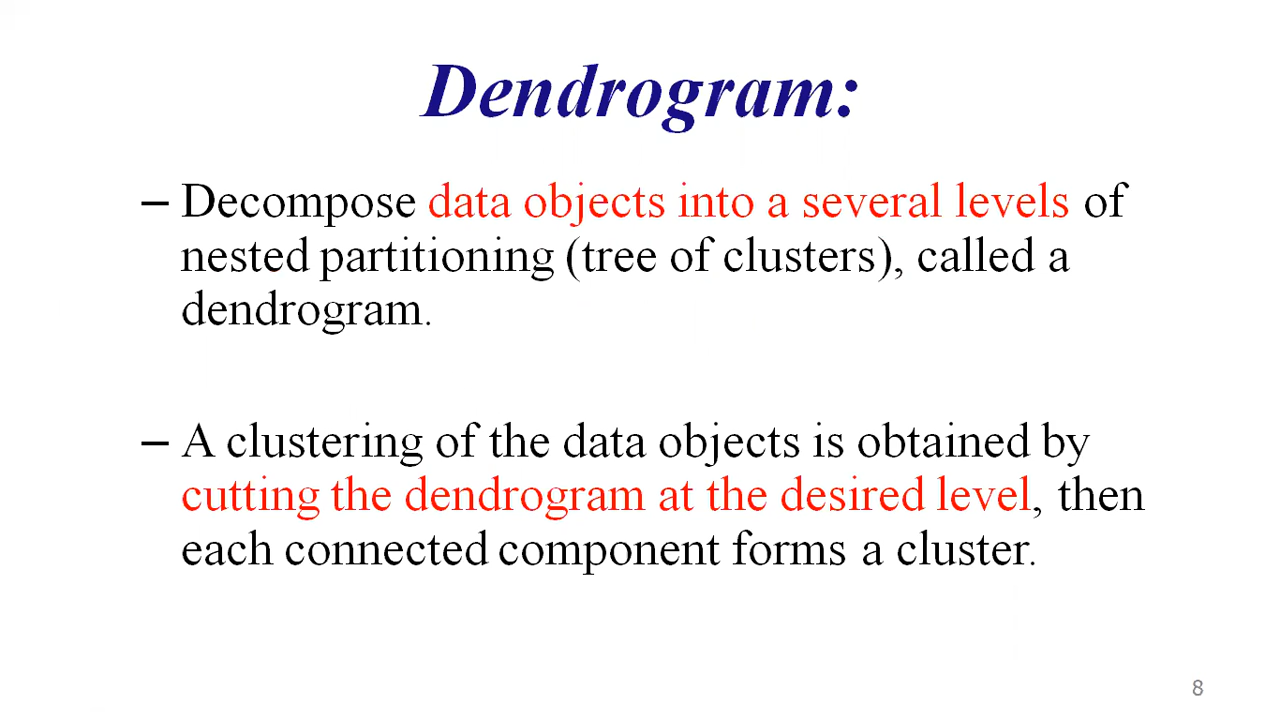 Dendrogram:
– Decompose data objects into a several levels of
nested partitioning (tree of clusters), called a
dendrogram.
– A clustering of the data objects is obtained by
cutting the dendrogram at the desired level, then
each connected component forms a cluster.
8